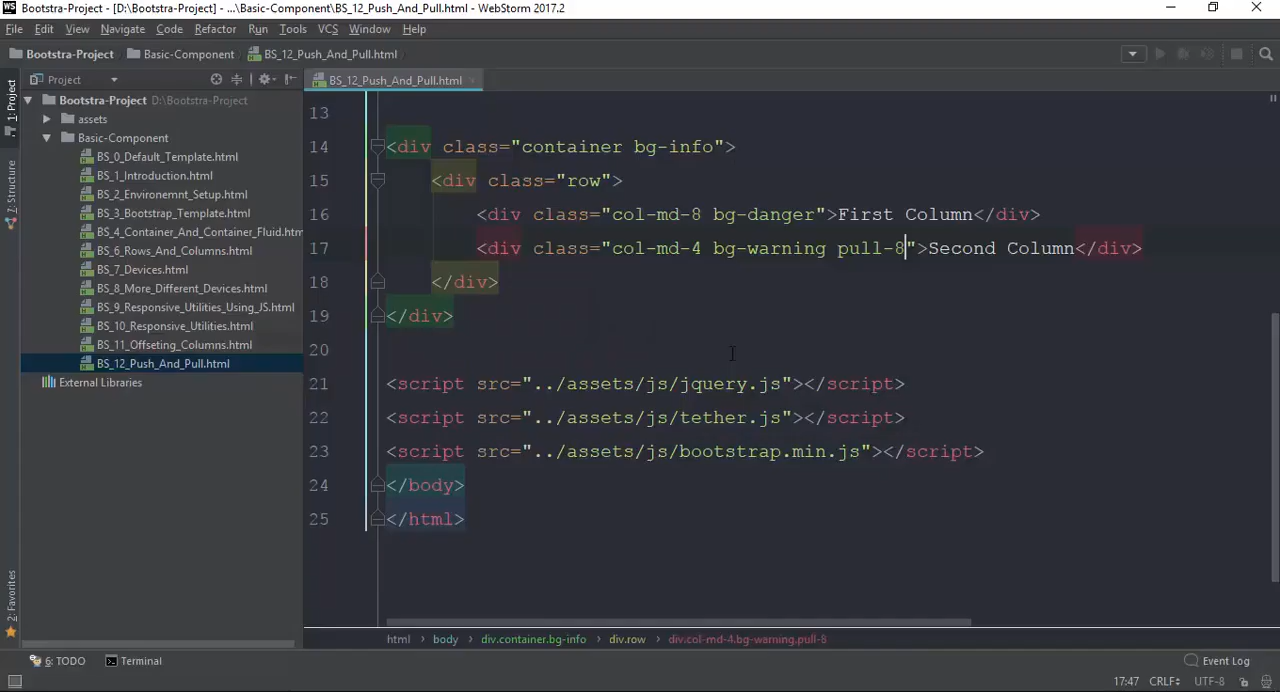 WS Bootstra-Project - [D:\Bootstra-Project] - ...\Basic-Component\BS_12_Push_And_Pull.html - WebStorm 2017.2
File Edit View Navigate Code Refactor Run Tools VCS Window Help
Bootstra-Project Basic-Component BS_12_Push_And_Pull.html
Project
BS_12_Push_And_Pull.html
1: Project
Z: Structure
2: Favorites
Bootstra-Project D:\Bootstra-Project
assets
Basic-Component
BS_0_Default_Template.html
BS_1_Introduction.html
BS_2_Environemnt_Setup.html
BS_3_Bootstrap_Template.html
BS_4_Container_And_Container_Fluid.htm
BS_6_Rows_And_Columns.html
BS_7_Devices.html
BS_8_More_Different_Devices.html
BS_9_Responsive_Utilities_Using_JS.html
BS_10_Responsive_Utilities.html
BS_11_Offseting_Columns.html
BS_12_Push_And_Pull.html
External Libraries
13
14 <div class="container bg-info">
15 <div class="row">
16 <div class="col-md-8 bg-danger">First Column</div>
17 <div class="col-md-4 bg-warning pull-8">Second Column</div>
18 </div>
19 </div>
20
21 <script src="../assets/js/jquery.js"></script>
22 <script src="../assets/js/tether.js"></script>
23 <script src="../assets/js/bootstrap.min.js"></script>
24 </body>
25 </html>
html body div.container.bg-info div.row div.col-md-4.bg-warning.pull-8
6: TODO Terminal Event Log
17:47 CRLF UTF-8